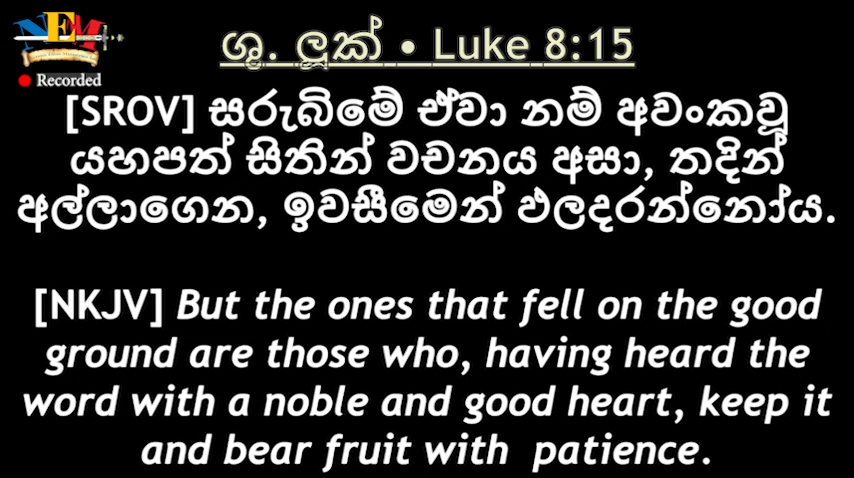 NEM
Recorded
ශු. ලූක් • Luke 8:15
[SROV] සරුබිමේ ඒවා නම් අවංකවූ
යහපත් සිතින් වචනය අසා, තදින්
අල්ලාගෙන, ඉවසීමෙන් ඵලදරන්නෝය.
[NKJV] But the ones that fell on the good
ground are those who, having heard the
word with a noble and good heart, keep it
and bear fruit with patience.